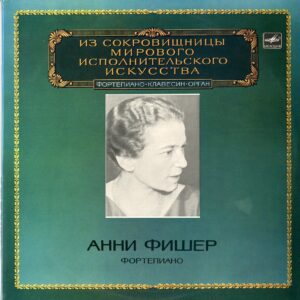 ИЗ СОКРОВИЩНИЦЫ
МИРОВОГО
ИСПОЛНИТЕЛЬСКОГО
ИСКУССТВА
ФОРТЕПИАНО·КЛАВЕСИН·ОРГАН
АННИ ФИШЕР
ФОРТЕПИАНО